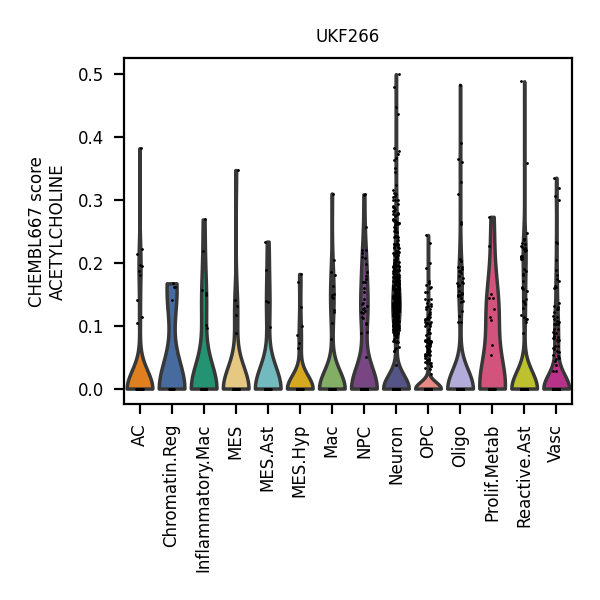 UKF266
CHEMBL667 score
ACETYLCHOLINE
0.5
0.4
0.3
0.2
0.1
0.0
AC
Chromatin.Reg
Inflammatory.Mac
MES
MES.Ast
MES.Hyp
Mac
NPC
Neuron
OPC
Oligo
Prolif.Metab
Reactive.Ast
Vasc